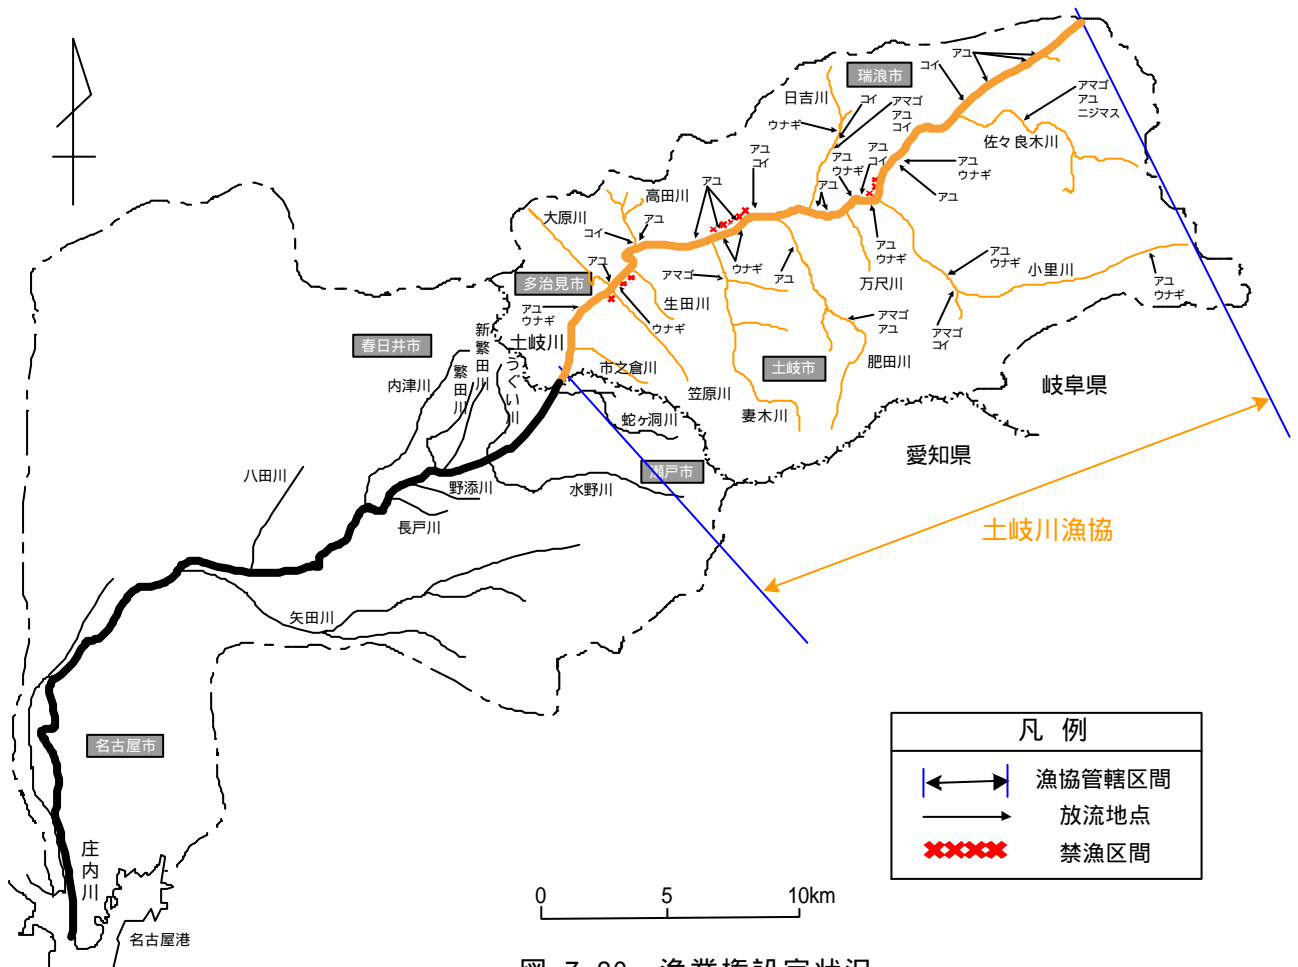 瑞浪市
アユ
コイ
日吉川
コイ
アマゴ
アユ
コイ
ウナギ
アマゴ
アユ
ニジマス
佐々良木川
アユ
コイ
アユ
ウナギ
アユ
コイ
アユ
ウナギ
アユ
アユ
高田川
アユ
大原川
アユ
コイ
アユ
多治見市
アマゴ
ウナギ
アユ
アユ
ウナギ
万尺川
アユ
ウナギ
小里川
アユ
ウナギ
生田川
アユ
ウナギ
ウナギ
アマゴ
アユ
アマゴ
コイ
新繁田川
土岐川
春日井市
繁田川
うぐい川
内津川
市之倉川
笠原川
土岐市
肥田川
妻木川
岐阜県
蛇ヶ洞川
愛知県
瀬戸市
八田川
野添川
水野川
長戸川
土岐川漁協
矢田川
名古屋市
凡 例
漁協管轄区間
放流地点
禁漁区間
庄内川
名古屋港
0 5 10km